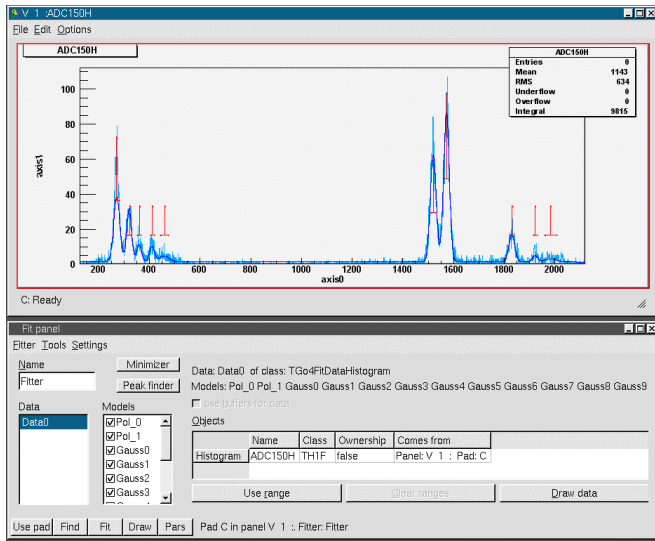 V 1 :ADC150H
File Edit Options
ADC150H
ADC150H
Entries 0
Mean 1143
RMS 634
Underflow 0
Overflow 0
Integral 9815
100
80
60
40
20
0
axis1
200 400 600 800 1000 1200 1400 1600 1800 2000
axis0
C: Ready
Fit panel
Fitter Tools Settings
Name
Fitter
Minimizer
Peak finder
Data: Data0 of class: TGo4FitDataHistogram
Models: Pol_0 Pol_1 Gauss0 Gauss1 Gauss2 Gauss3 Gauss4 Gauss5 Gauss6 Gauss7 Gauss8 Gauss9
use buffers for data
Data
Data0
Models
Pol_0
Pol_1
Gauss0
Gauss1
Gauss2
Gauss3
Objects
Name Class Ownership Comes from
Histogram ADC150H TH1F false Panel: V 1 : Pad: C
Use range Clear ranges Draw data
Use pad Find Fit Draw Pars Pad C in panel V 1 :. Fitter: Fitter